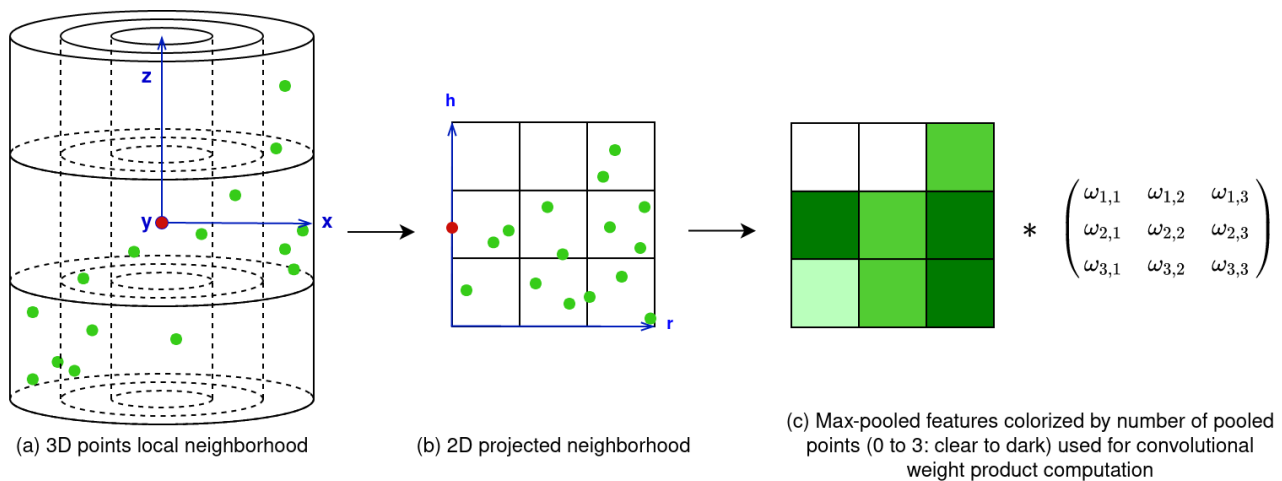 z
y
x
h
r
*
ω1,1 ω1,2 ω1,3
ω2,1 ω2,2 ω2,3
ω3,1 ω3,2 ω3,3
(a) 3D points local neighborhood
(b) 2D projected neighborhood
(c) Max-pooled features colorized by number of pooled
points (0 to 3: clear to dark) used for convolutional
weight product computation